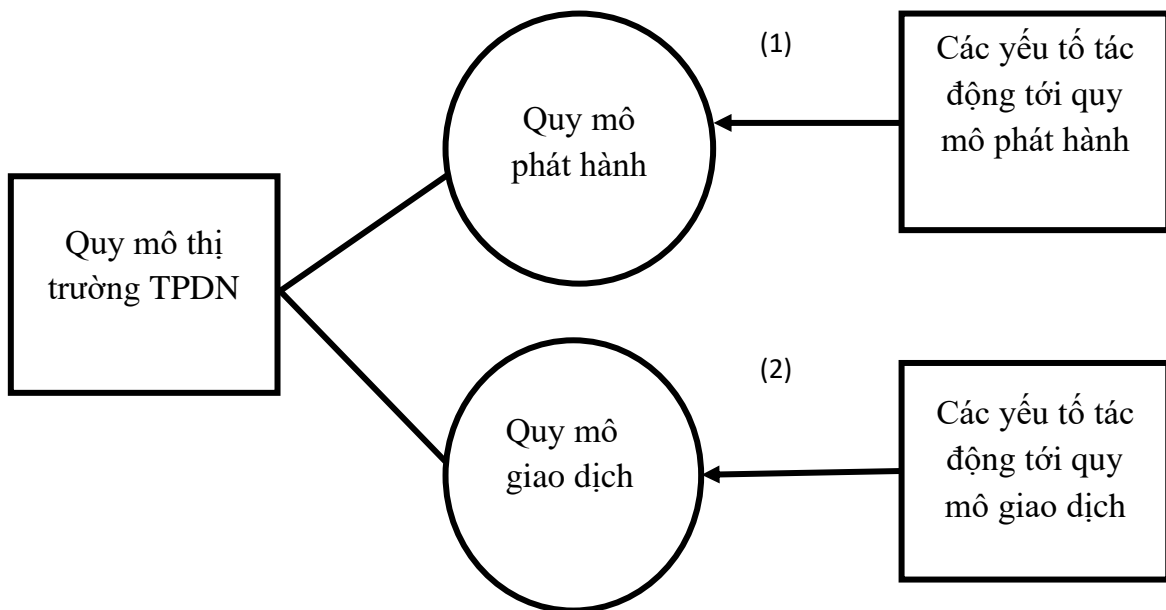 Quy mô thị
trường TPDN
Quy mô
phát hành
(1)
Các yếu tố tác
động tới quy
mô phát hành
Quy mô
giao dịch
(2)
Các yếu tố tác
động tới quy
mô giao dịch